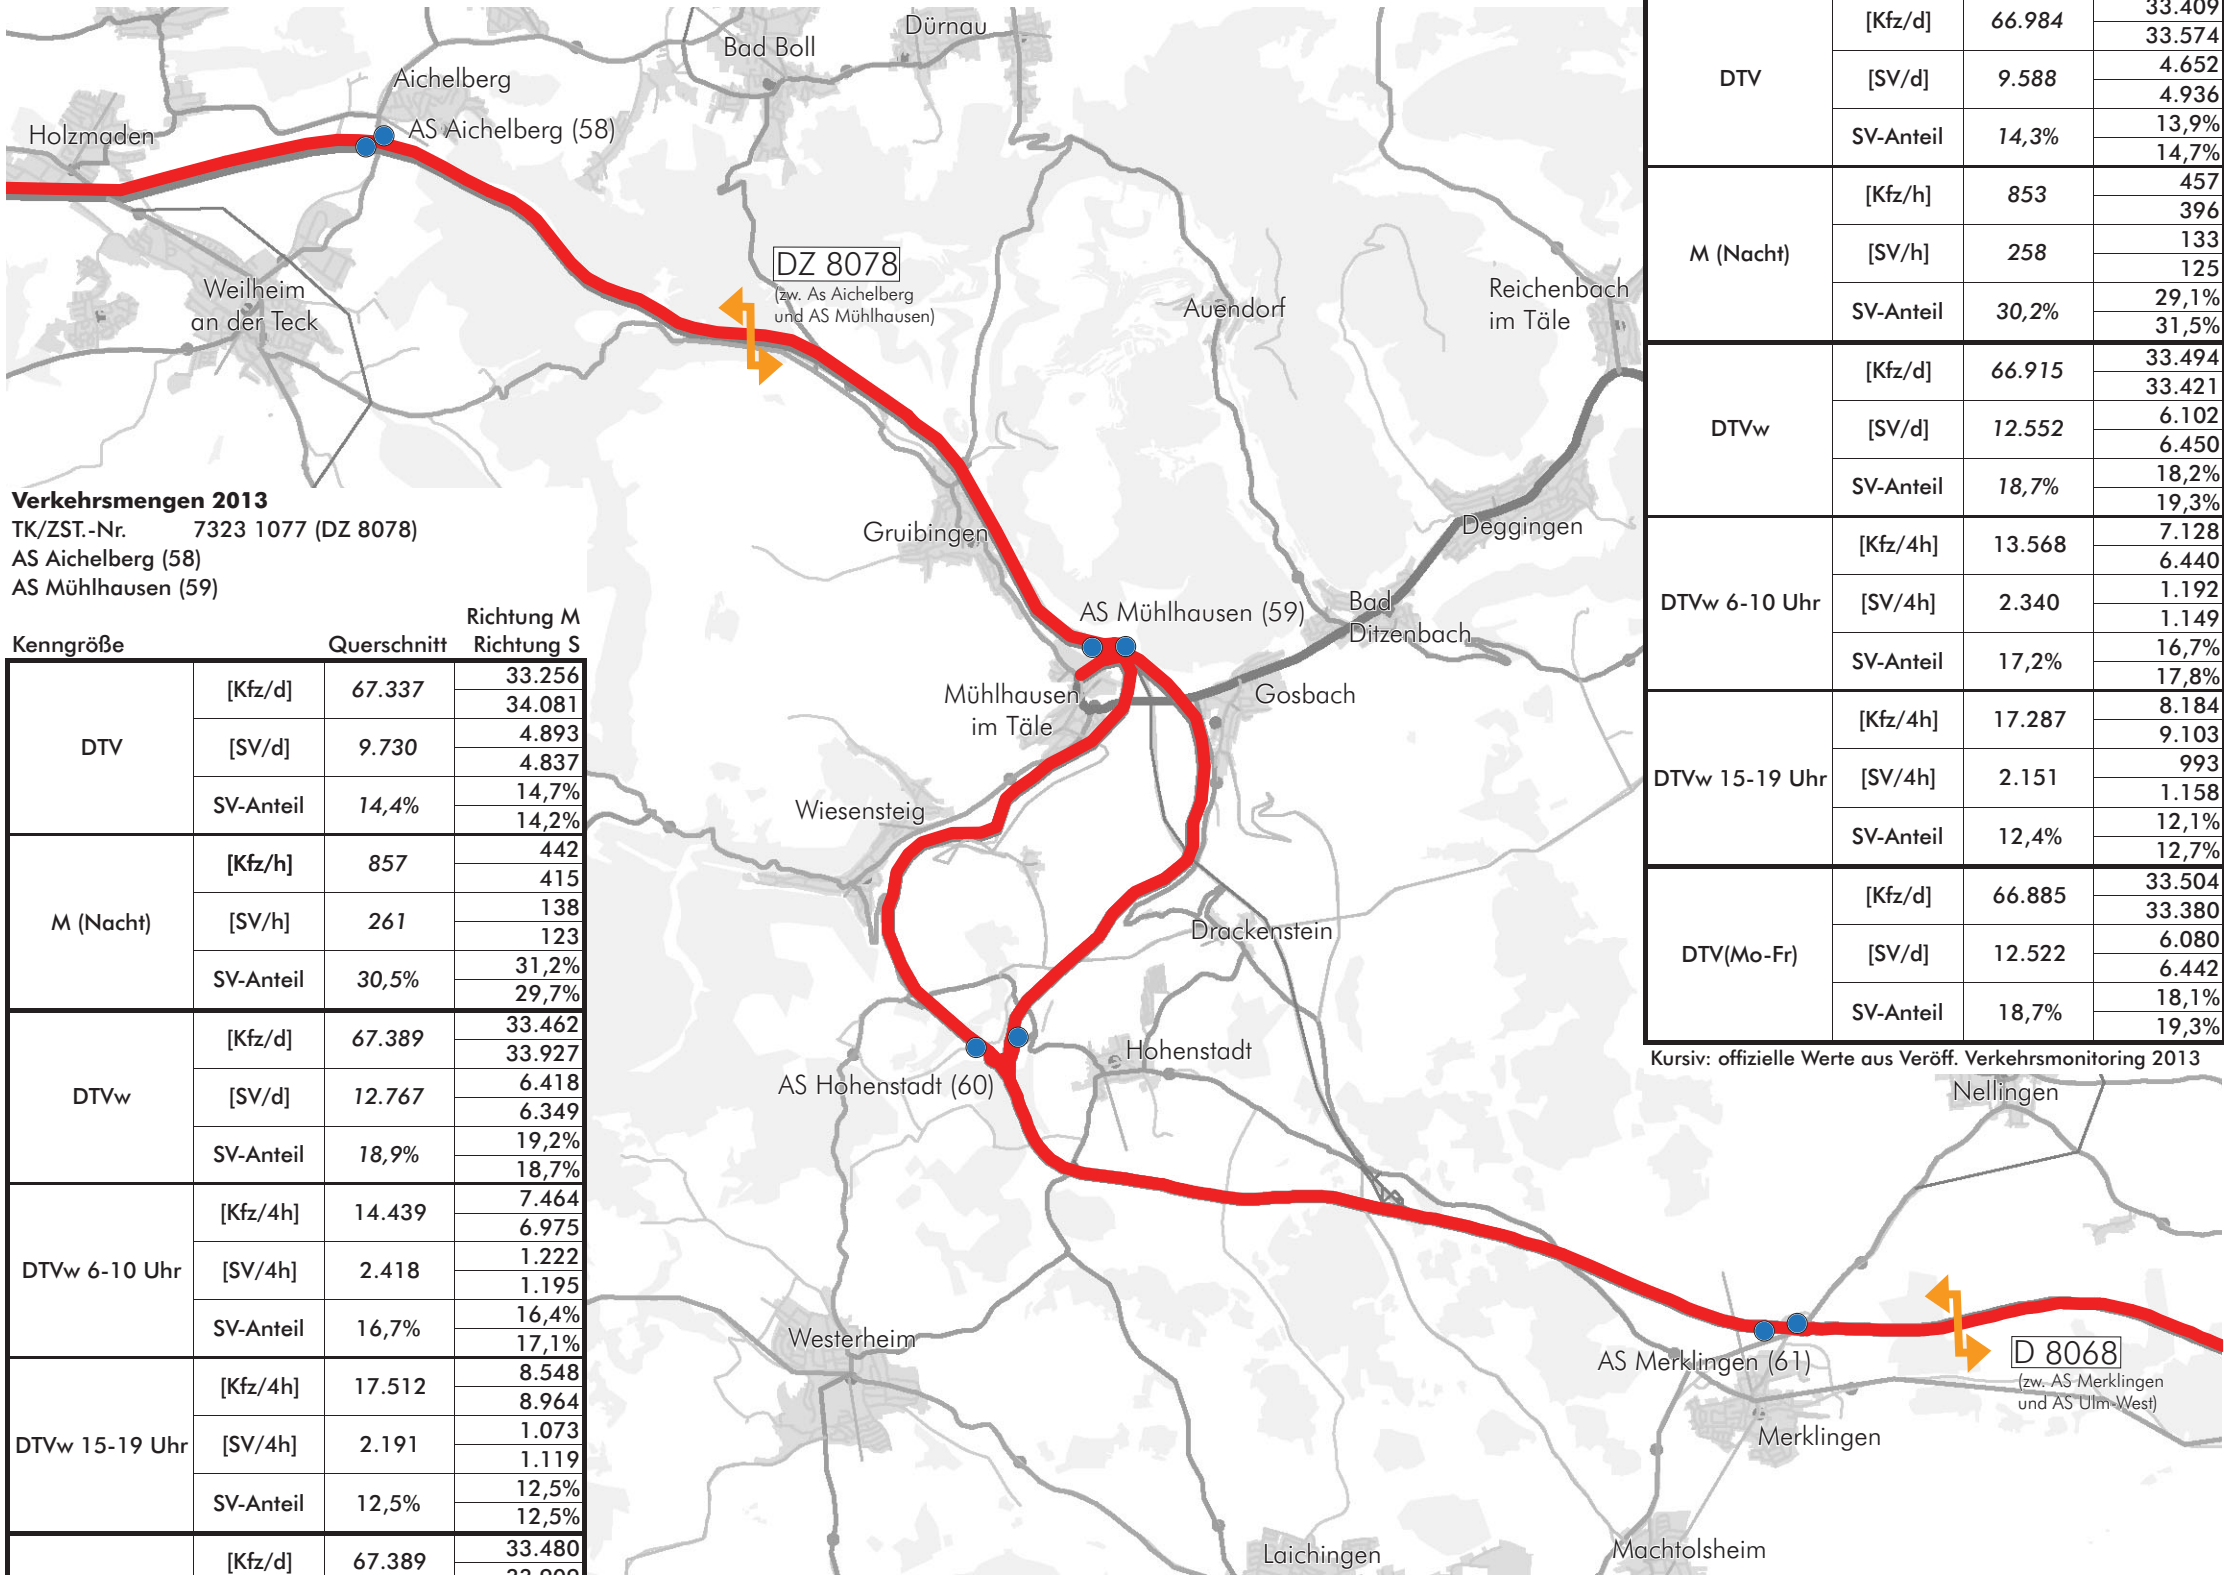 Dürnau
Bad Boll
Aichelberg
AS Aichelberg (58)
Holzmaden
DZ 8078
(zw. As Aichelberg
und AS Mühlhausen)
Weilheim
an der Teck
Auendorf
Reichenbach
im Täle
Gruibingen
Deggingen
AS Mühlhausen (59)
Bad
Ditzenbach
Mühlhausen
im Täle
Gosbach
Wiesensteig
Drackenstein
Hohenstadt
AS Hohenstadt (60)
Nellingen
Westerheim
AS Merklingen (61)
D 8068
(zw. AS Merklingen
und AS Ulm-West)
Merklingen
Laichingen
Machtolsheim
Verkehrsmengen 2013
TK/ZST.-Nr. 7323 1077 (DZ 8078)
AS Aichelberg (58)
AS Mühlhausen (59)
Richtung M
Kenngröße Querschnitt Richtung S
DTV
[Kfz/d] 67.337 33.256
34.081
[SV/d] 9.730 4.893
4.837
SV-Anteil 14,4% 14,7%
14,2%
M (Nacht)
[Kfz/h] 857 442
415
[SV/h] 261 138
123
SV-Anteil 30,5% 31,2%
29,7%
DTVw
[Kfz/d] 67.389 33.462
33.927
[SV/d] 12.767 6.418
6.349
SV-Anteil 18,9% 19,2%
18,7%
DTVw 6-10 Uhr
[Kfz/4h] 14.439 7.464
6.975
[SV/4h] 2.418 1.222
1.195
SV-Anteil 16,7% 16,4%
17,1%
DTVw 15-19 Uhr
[Kfz/4h] 17.512 8.548
8.964
[SV/4h] 2.191 1.073
1.119
SV-Anteil 12,5% 12,5%
12,5%
[Kfz/d] 67.389 33.480
DTV
[Kfz/d] 66.984 33.409
33.574
[SV/d] 9.588 4.652
4.936
SV-Anteil 14,3% 13,9%
14,7%
M (Nacht)
[Kfz/h] 853 457
396
[SV/h] 258 133
125
SV-Anteil 30,2% 29,1%
31,5%
DTVw
[Kfz/d] 66.915 33.494
33.421
[SV/d] 12.552 6.102
6.450
SV-Anteil 18,7% 18,2%
19,3%
DTVw 6-10 Uhr
[Kfz/4h] 13.568 7.128
6.440
[SV/4h] 2.340 1.192
1.149
SV-Anteil 17,2% 16,7%
17,8%
DTVw 15-19 Uhr
[Kfz/4h] 17.287 8.184
9.103
[SV/4h] 2.151 993
1.158
SV-Anteil 12,4% 12,1%
12,7%
DTV(Mo-Fr)
[Kfz/d] 66.885 33.504
33.380
[SV/d] 12.522 6.080
6.442
SV-Anteil 18,7% 18,1%
19,3%
Kursiv: offizielle Werte aus Veröff. Verkehrsmonitoring 2013